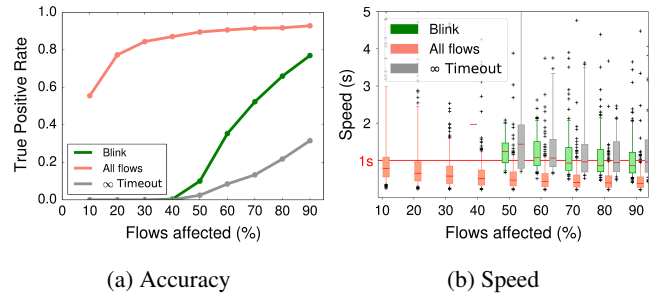 1.0
0.8
0.6
0.4
0.2
0.0
True Positive Rate
Blink
All flows
∞ Timeout
0 10 20 30 40 50 60 70 80 90
Flows affected (%)
(a) Accuracy
5
4
3
2
1s
Speed (s)
Blink
All flows
∞ Timeout
10 20 30 40 50 60 70 80 90
Flows affected (%)
(b) Speed